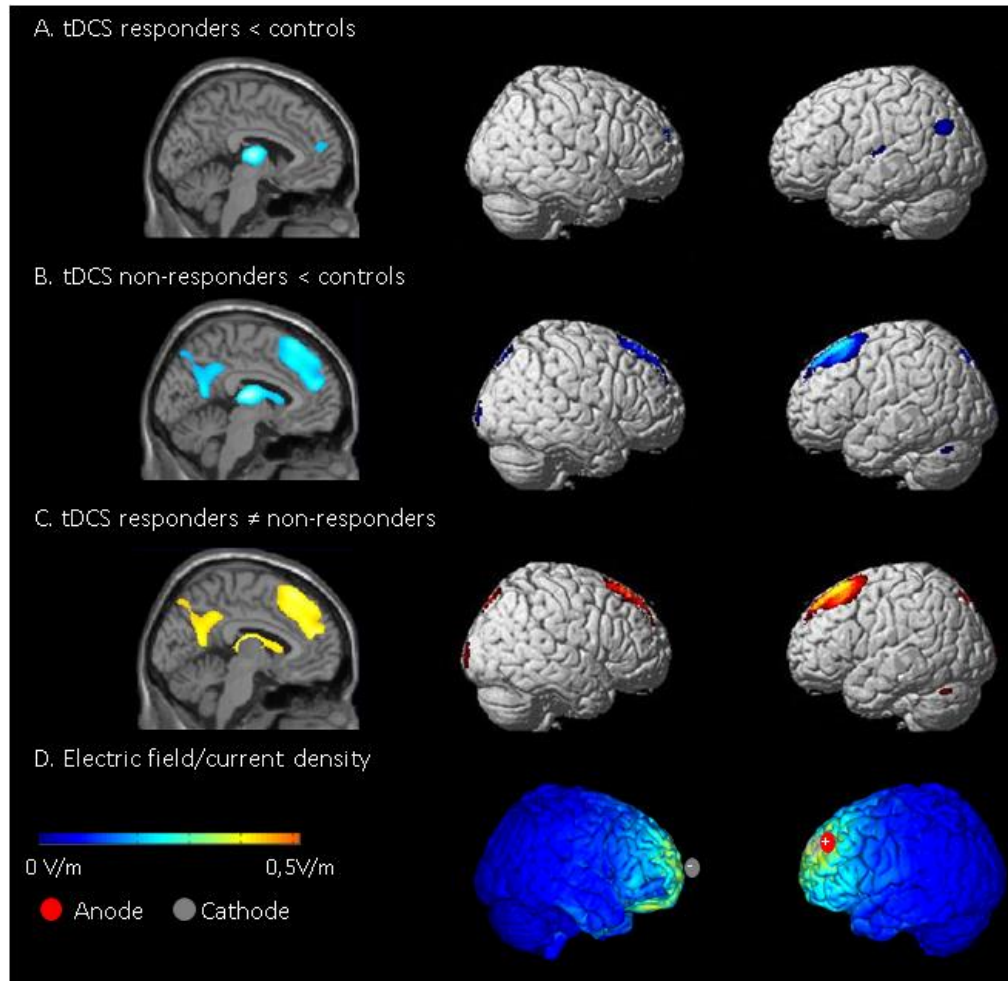 A. tDCS responders < controls
B. tDCS non-responders < controls
C. tDCS responders ≠ non-responders
D. Electric field/current density
0 V/m 0,5V/m
Anode Cathode
- +